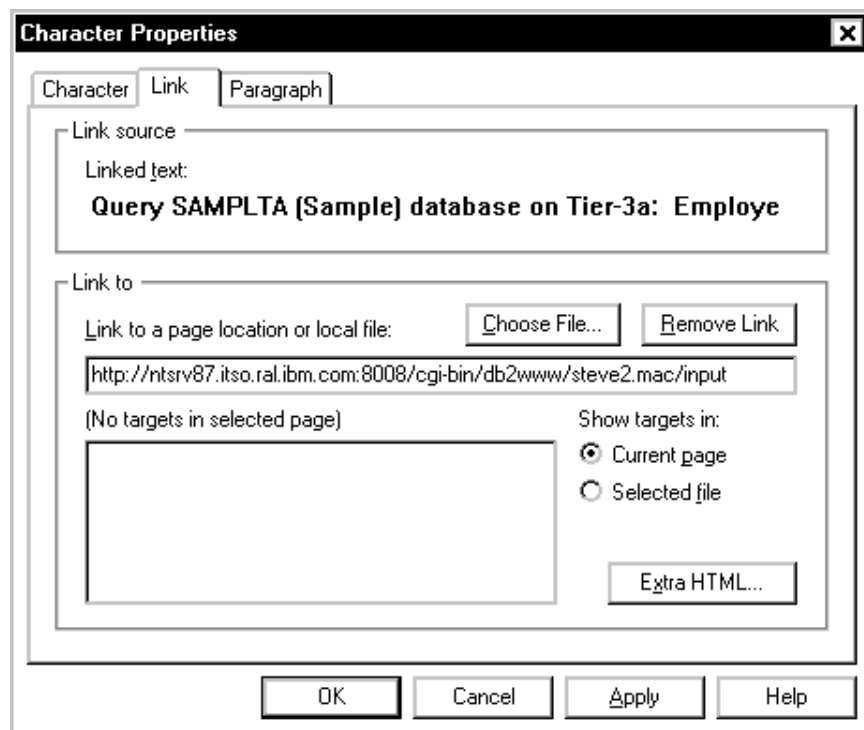 Character Properties
Character Link Paragraph
Link source
Linked text:
Query SAMPLTA (Sample) database on Tier-3a: Employe
Link to
Link to a page location or local file: Choose File... Remove Link
http://ntsrv87.itso.ral.ibm.com:8008/cgi-bin/db2www/steve2.mac/input
(No targets in selected page) Show targets in:
Current page
Selected file
Extra HTML...
OK Cancel Apply Help